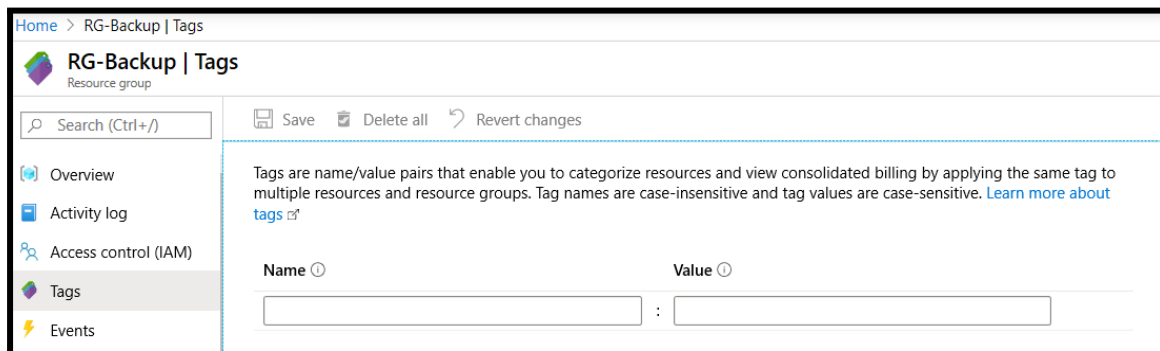 Home > RG-Backup | Tags
RG-Backup | Tags
Resource group
Search (Ctrl+/)
Save Delete all Revert changes
Overview
Activity log
Access control (IAM)
Tags
Events
Tags are name/value pairs that enable you to categorize resources and view consolidated billing by applying the same tag to
multiple resources and resource groups. Tag names are case-insensitive and tag values are case-sensitive. Learn more about
tags
Name Value
: